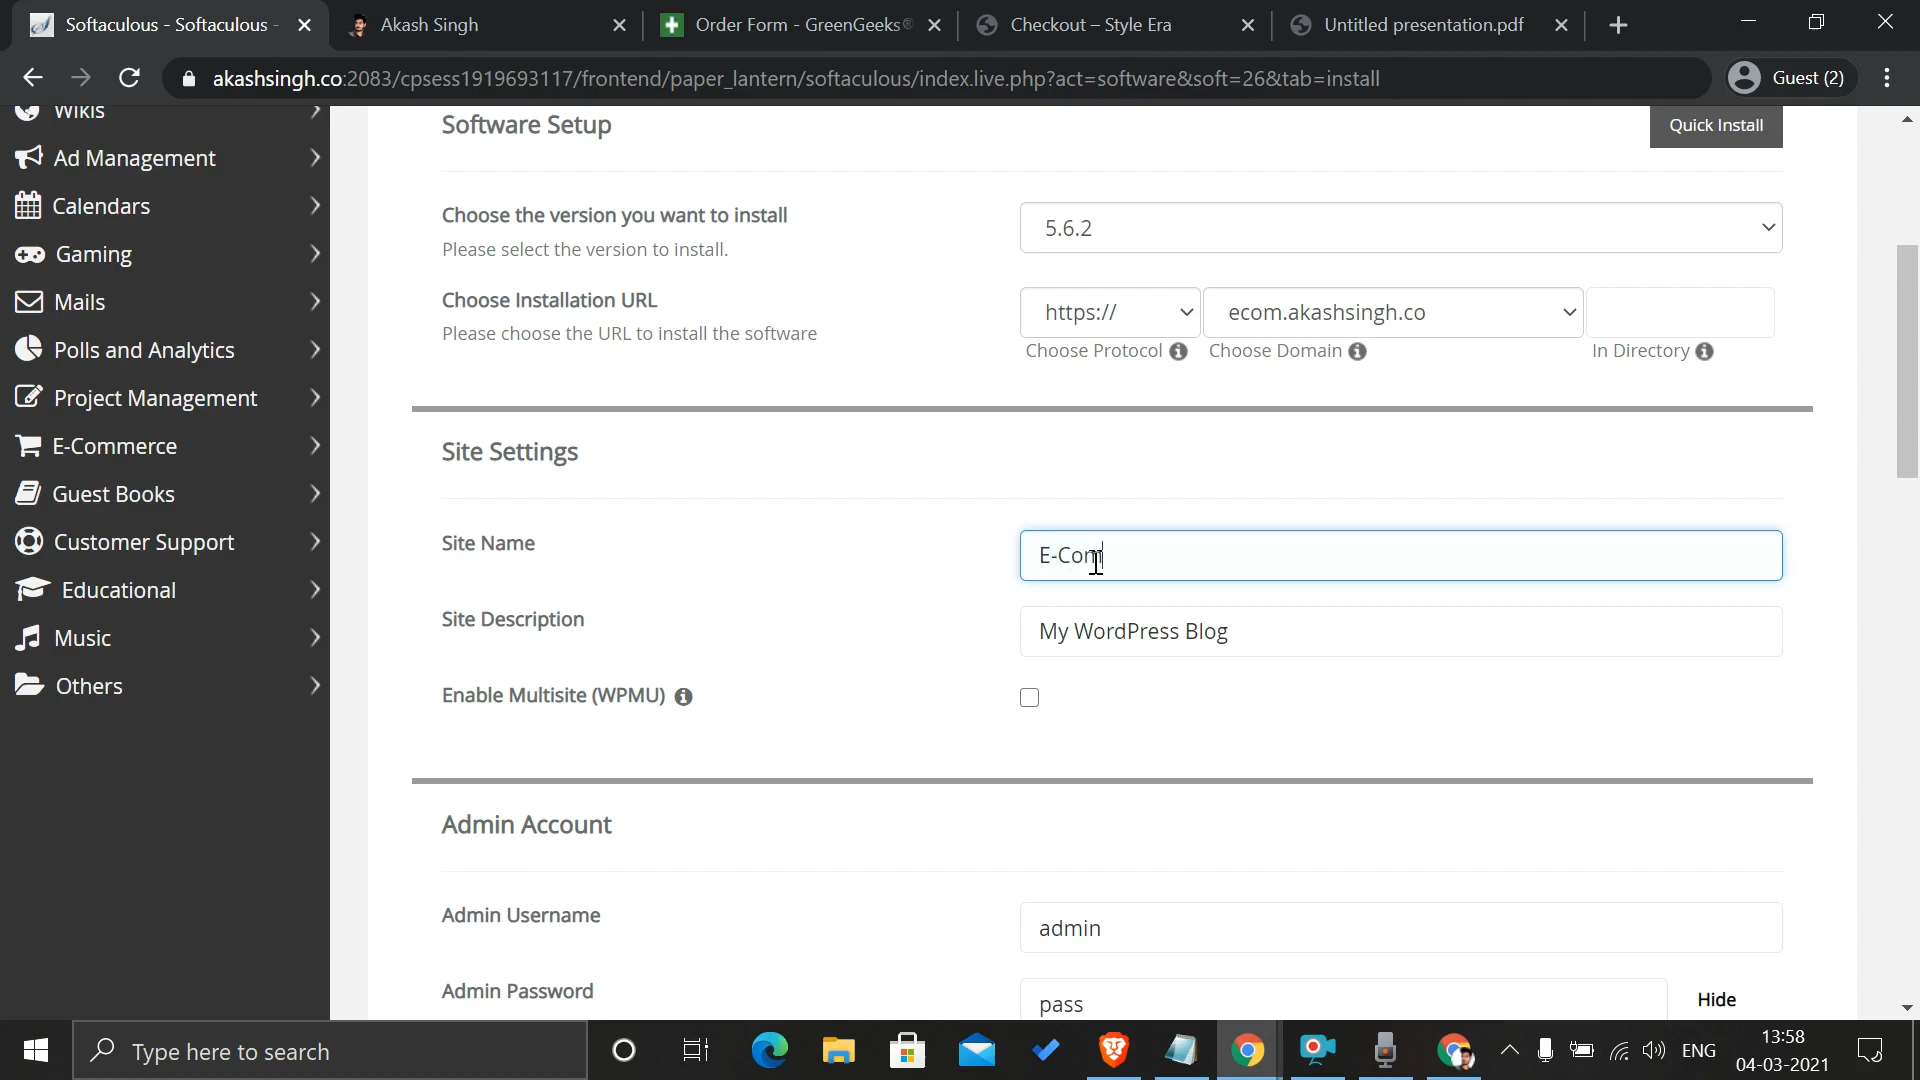 Softaculous - Softaculous -
Akash Singh
Order Form - GreenGeeks®
Checkout – Style Era
Untitled presentation.pdf
akashsingh.co:2083/cpsess1919693117/frontend/paper_lantern/softaculous/index.live.php?act=software&soft=26&tab=install
Guest (2)
Wikis
Ad Management
Calendars
Gaming
Mails
Polls and Analytics
Project Management
E-Commerce
Guest Books
Customer Support
Educational
Music
Others
Software Setup
Quick Install
Choose the version you want to install
Please select the version to install.
5.6.2
Choose Installation URL
Please choose the URL to install the software
https://
ecom.akashsingh.co
Choose Protocol
Choose Domain
In Directory
Site Settings
Site Name
E-Com
Site Description
My WordPress Blog
Enable Multisite (WPMU)
Admin Account
Admin Username
admin
Admin Password
pass
Hide
Type here to search
ENG
13:58
04-03-2021